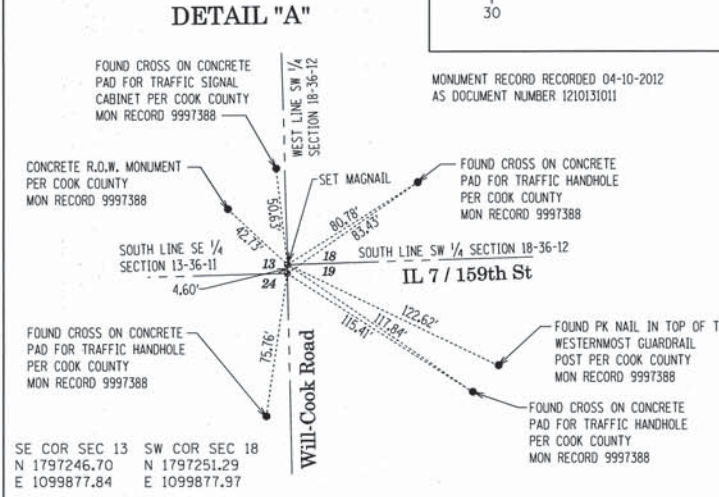 DETAIL "A"
30
MONUMENT RECORD RECORDED 04-10-2012
AS DOCUMENT NUMBER 1210131011
FOUND CROSS ON CONCRETE
PAD FOR TRAFFIC SIGNAL
CABINET PER COOK COUNTY
MON RECORD 9997388
WEST LINE SW 1/4
SECTION 18-36-12
CONCRETE R.O.W. MONUMENT
PER COOK COUNTY
MON RECORD 9997388
SET MAGNAIL
FOUND CROSS ON CONCRETE
PAD FOR TRAFFIC HANDHOLE
PER COOK COUNTY
MON RECORD 9997388
50.63'
42.73'
80.78'
83.43'
SOUTH LINE SE 1/4
SECTION 13-36-11
13
18
SOUTH LINE SW 1/4 SECTION 18-36-12
24
19
IL 7 / 159th St
4.60'
122.62'
117.84'
115.41'
75.76'
FOUND CROSS ON CONCRETE
PAD FOR TRAFFIC HANDHOLE
PER COOK COUNTY
MON RECORD 9997388
Will-Cook Road
FOUND PK NAIL IN TOP OF T
WESTERNMOST GUARDRAIL
POST PER COOK COUNTY
MON RECORD 9997388
FOUND CROSS ON CONCRETE
PAD FOR TRAFFIC HANDHOLE
PER COOK COUNTY
MON RECORD 9997388
SE COR SEC 13 SW COR SEC 18
N 1797246.70 N 1797251.29
E 1099877.84 E 1099877.97